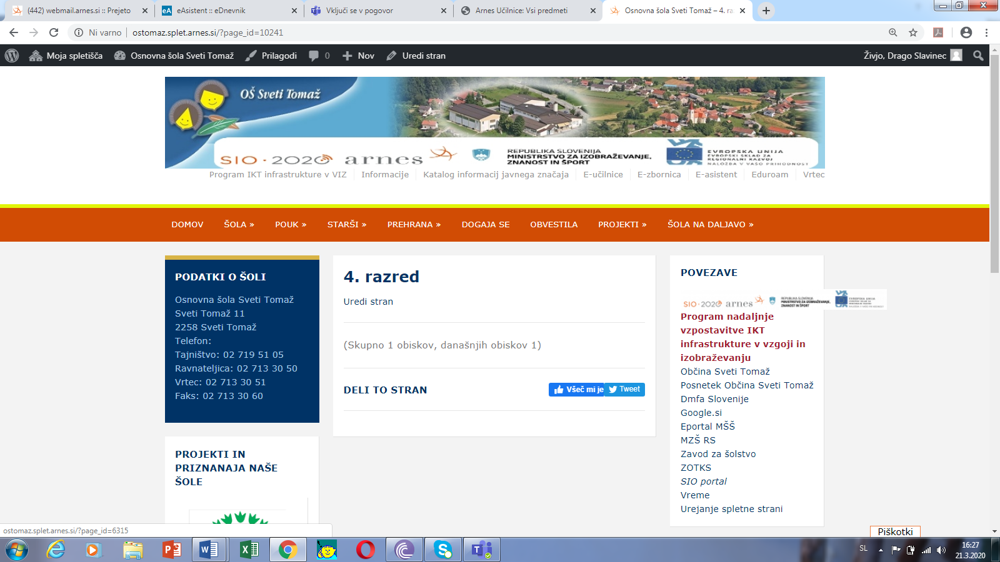 (442) webmail.arnes.si :: Prejeto
eAsistent :: eDnevnik
Vključi se v pogovor
Arnes Učilnice: Vsi predmeti
Osnovna šola Sveti Tomaž – 4. ra
Ni varno
ostomaz.splet.arnes.si/?page_id=10241
Moja spletišča
Osnovna šola Sveti Tomaž
Prilagodi
0
Nov
Uredi stran
Živjo, Drago Slavinec
OŠ Sveti Tomaž
SIO·2020
arnes
REPUBLIKA SLOVENIJA
MINISTRSTVO ZA IZOBRAŽEVANJE,
ZNANOST IN ŠPORT
EVROPSKA UNIJA
EVROPSKI SKLAD ZA
REGIONALNI RAZVOJ
NALOŽBA V VAŠO PRIHODNOST
Program IKT infrastrukture v VIZ
Informacije
Katalog informacij javnega značaja
E-učilnice
E-zbornica
E-asistent
Eduroam
Vrtec
DOMOV
ŠOLA »
POUK »
STARŠI »
PREHRANA »
DOGAJA SE
OBVESTILA
PROJEKTI »
ŠOLA NA DALJAVO »
PODATKI O ŠOLI
Osnovna šola Sveti Tomaž
Sveti Tomaž 11
2258 Sveti Tomaž
Telefon:
Tajništvo: 02 719 51 05
Ravnateljica: 02 713 30 50
Vrtec: 02 713 30 51
Faks: 02 713 30 60
PROJEKTI IN
PRIZNANAJA NAŠE
ŠOLE
4. razred
Uredi stran
(Skupno 1 obiskov, današnjih obiskov 1)
DELI TO STRAN
Všeč mi je
Tweet
POVEZAVE
SIO·2020 arnes
REPUBLIKA SLOVENIJA
MINISTRSTVO ZA IZOBRAŽEVANJE,
ZNANOST IN ŠPORT
EVROPSKA UNIJA
Program nadaljnje
vzpostavitve IKT
infrastrukture v vzgoji in
izobraževanju
Občina Sveti Tomaž
Posnetek Občina Sveti Tomaž
Dmfa Slovenije
Google.si
Eportal MŠŠ
MZŠ RS
Zavod za šolstvo
ZOTKS
SIO portal
Vreme
Urejanje spletne strani
Piškotki
ostomaz.splet.arnes.si/?page_id=6315
SL
16:27
21.3.2020